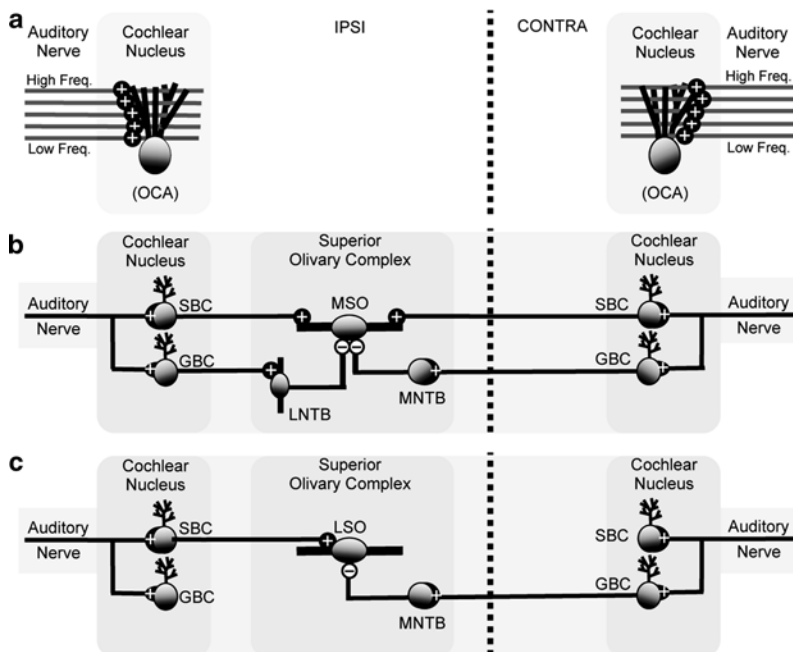 a
IPSI
CONTRA
Auditory
Nerve
Cochlear
Nucleus
Cochlear
Nucleus
Auditory
Nerve
High Freq.
High Freq.
Low Freq.
Low Freq.
(OCA)
(OCA)
b
Cochlear
Nucleus
Superior
Olivary Complex
Cochlear
Nucleus
Auditory
Nerve
SBC
MSO
SBC
Auditory
Nerve
GBC
GBC
LNTB
MNTB
c
Cochlear
Nucleus
Superior
Olivary Complex
Cochlear
Nucleus
Auditory
Nerve
SBC
LSO
SBC
Auditory
Nerve
GBC
GBC
MNTB